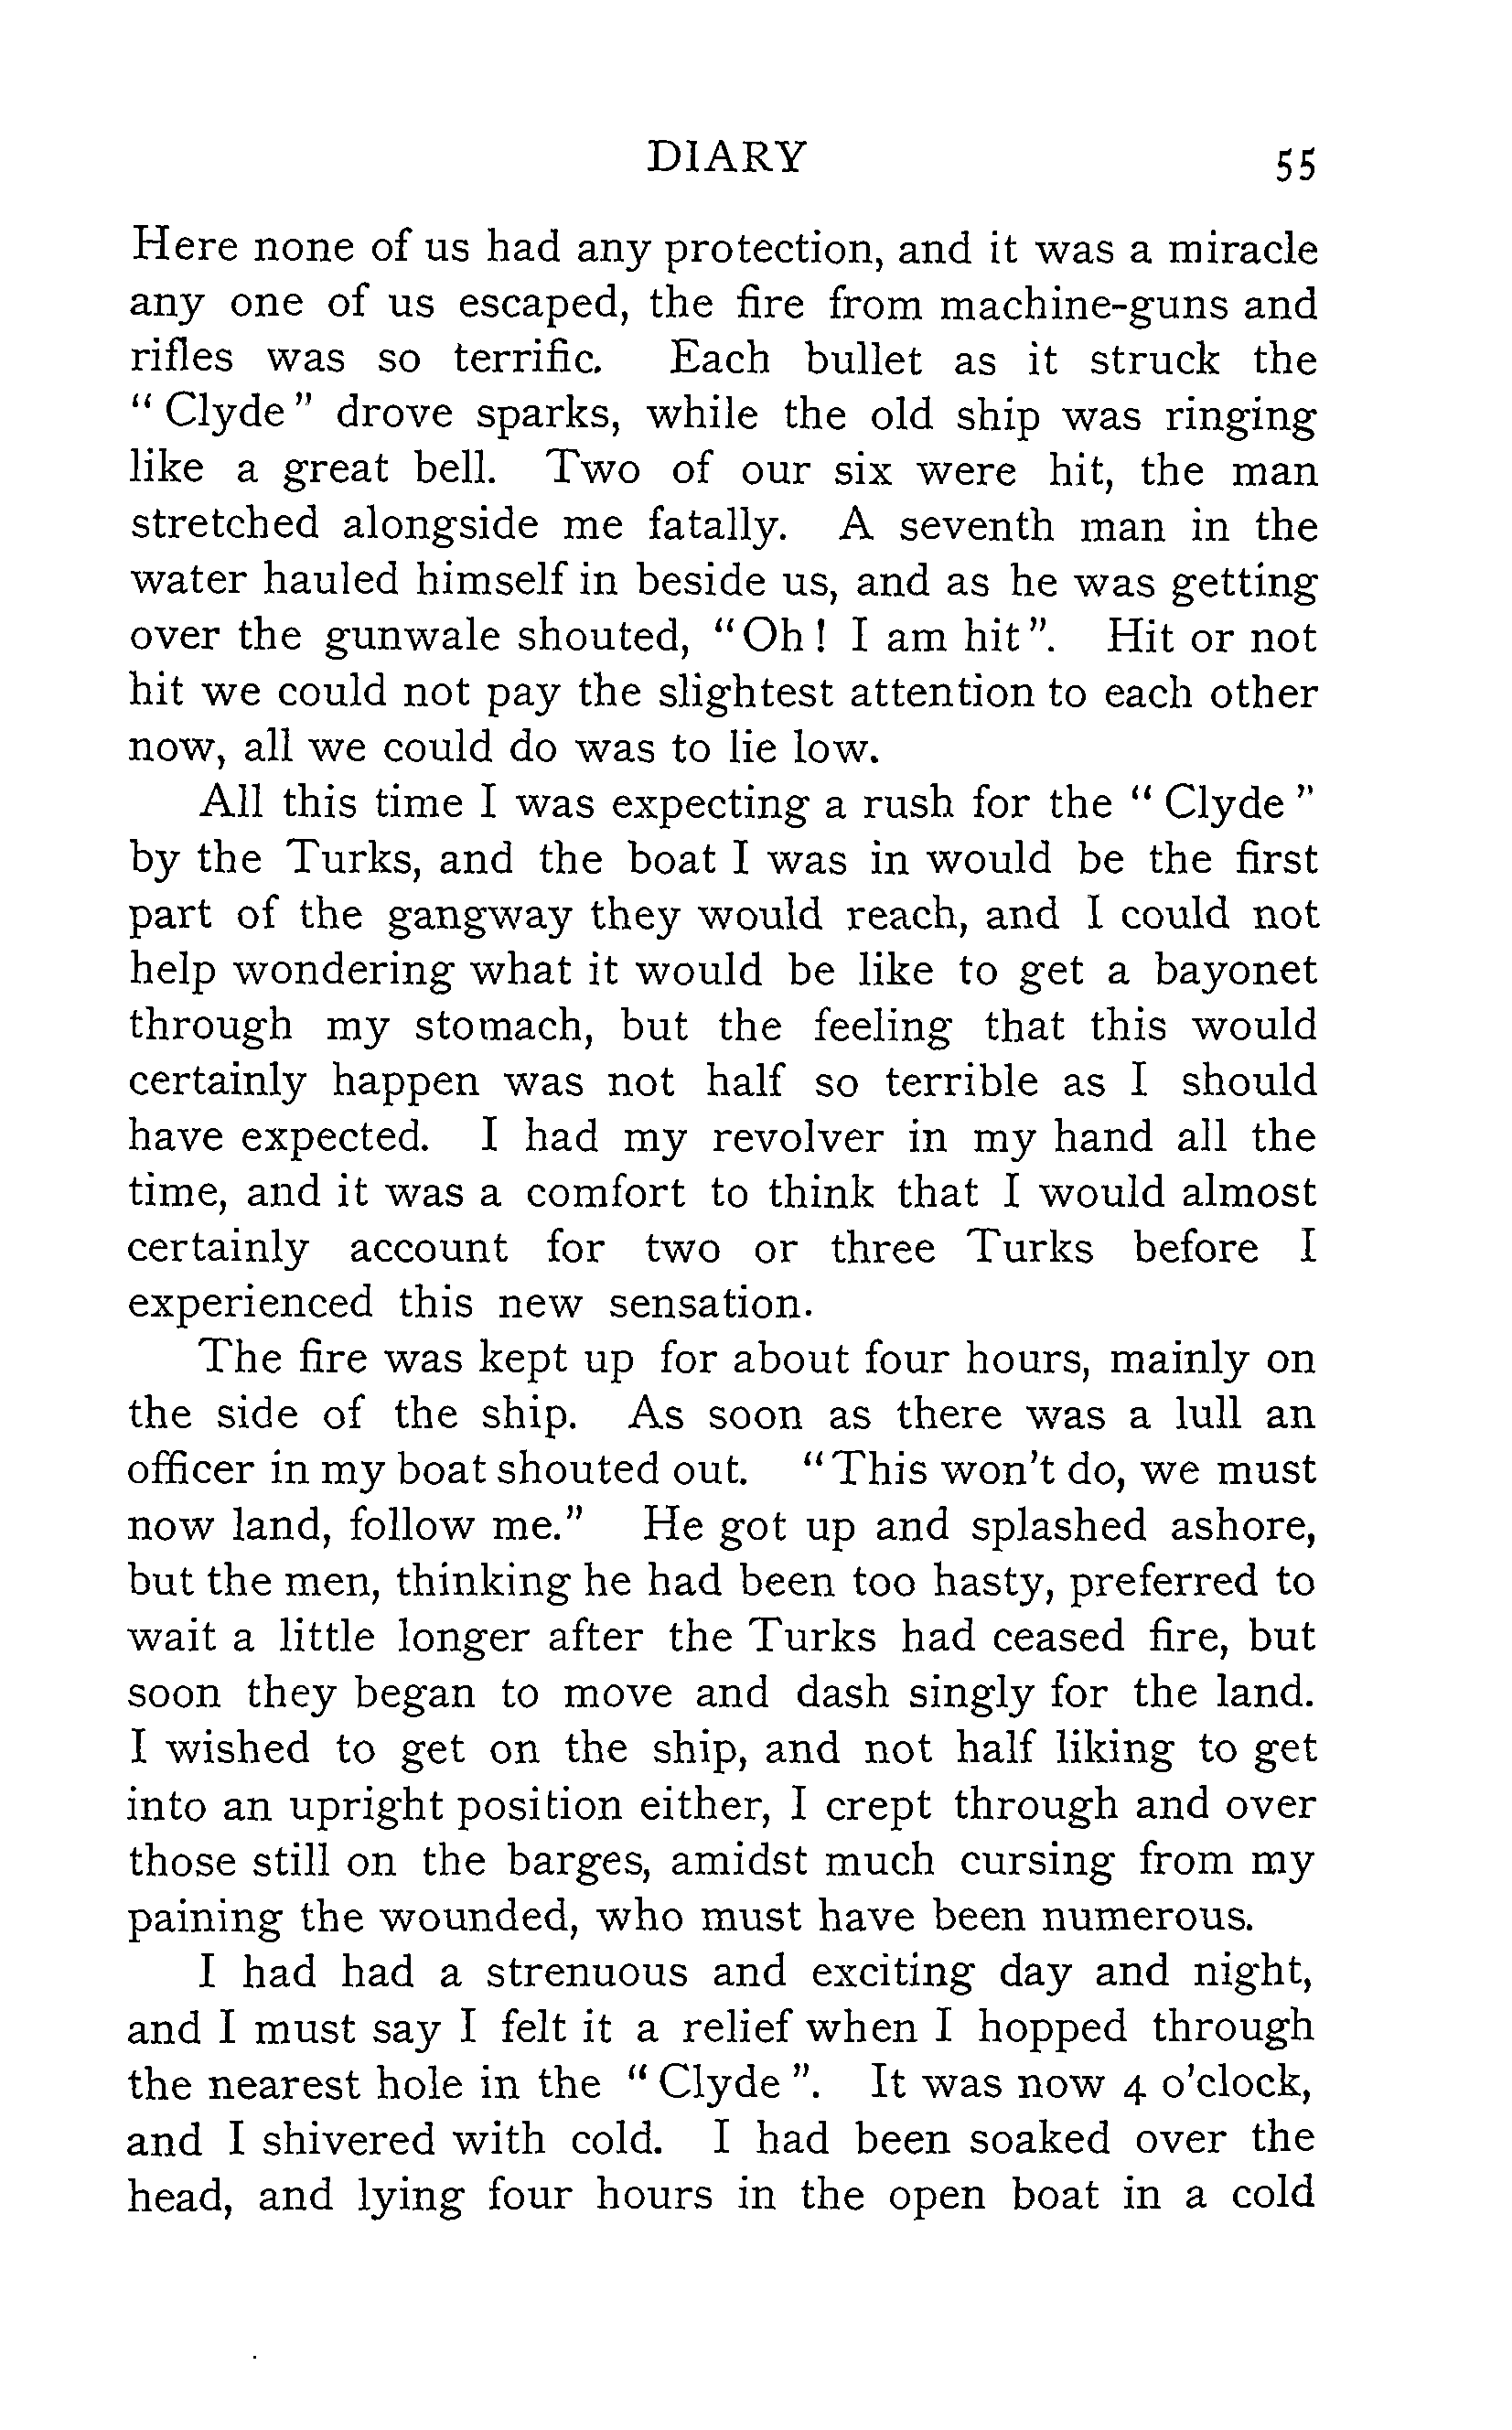 DIARY 55
Here none of us had any protection, and it was a miracle
any one of us escaped, the fire from machine-guns and
rifles was so terrific. Each bullet as it struck the
"Clyde" drove sparks, while the old ship was ringing
like a great bell. Two of our six were hit, the man
stretched alongside me fatally. A seventh man in the
water hauled himself in beside us, and as he was getting
over the gunwale shouted, "Oh! I am hit". Hit or not
hit we could not pay the slightest attention to each other
now, all we could do was to lie low.
All this time I was expecting a rush for the "Clyde"
by the Turks, and the boat I was in would be the first
part of the gangway they would reach, and I could not
help wondering what it would be like to get a bayonet
through my stomach, but the feeling that this would
certainly happen was not half so terrible as I should
have expected. I had my revolver in my hand all the
time, and it was a comfort to think that I would almost
certainly account for two or three Turks before I
experienced this new sensation.
The fire was kept up for about four hours, mainly on
the side of the ship. As soon as there was a lull an
officer in my boat shouted out. "This won't do, we must
now land, follow me." He got up and splashed ashore,
but the men, thinking he had been too hasty, preferred to
wait a little longer after the Turks had ceased fire, but
soon they began to move and dash singly for the land.
I wished to get on the ship, and not half liking to get
into an upright position either, I crept through and over
those still on the barges, amidst much cursing from my
paining the wounded, who must have been numerous.
I had had a strenuous and exciting day and night,
and I must say I felt it a relief when I hopped through
the nearest hole in the "Clyde". It was now 4 o'clock,
and I shivered with cold. I had been soaked over the
head, and lying four hours in the open boat in a cold